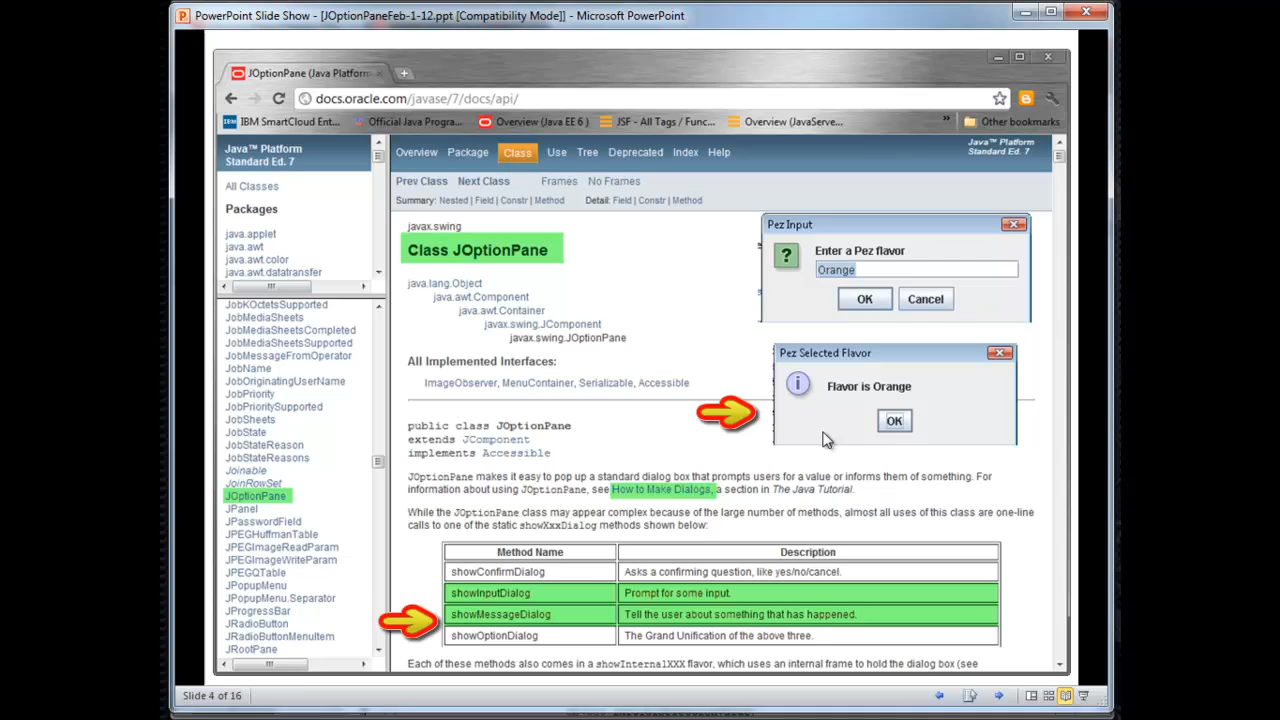 PowerPoint Slide Show - [JOptionPaneFeb-1-12.ppt [Compatibility Mode]] - Microsoft PowerPoint
JOptionPane (Java Platform
docs.oracle.com/javase/7/docs/api/
IBM SmartCloud Ent... Official Java Progra... Overview (Java EE 6 ) JSF - All Tags / Func... Overview (JavaServe... » Other bookmarks
Java™ Platform
Standard Ed. 7
All Classes
Packages
java.applet
java.awt
java.awt.color
java.awt.datatransfer
JobKOctetsSupported
JobMediaSheets
JobMediaSheetsCompleted
JobMediaSheetsSupported
JobMessageFromOperator
JobName
JobOriginatingUserName
JobPriority
JobPrioritySupported
JobSheets
JobState
JobStateReason
JobStateReasons
Joinable
JoinRowSet
JOptionPane
JPanel
JPasswordField
JPEGHuffmanTable
JPEGImageReadParam
JPEGImageWriteParam
JPEGQTable
JPopupMenu
JPopupMenu.Separator
JProgressBar
JRadioButton
JRadioButtonMenuItem
JRootPane
Overview Package Class Use Tree Deprecated Index Help
Java™ Platform
Standard Ed. 7
Prev Class Next Class Frames No Frames
Summary: Nested | Field | Constr | Method Detail: Field | Constr | Method
javax.swing
Class JOptionPane
java.lang.Object
java.awt.Component
java.awt.Container
javax.swing.JComponent
javax.swing.JOptionPane
All Implemented Interfaces:
ImageObserver, MenuContainer, Serializable, Accessible
Pez Input
Enter a Pez flavor
Orange
OK Cancel
Pez Selected Flavor
Flavor is Orange
OK
public class JOptionPane
extends JComponent
implements Accessible
JOptionPane makes it easy to pop up a standard dialog box that prompts users for a value or informs them of something. For
information about using JOptionPane, see How to Make Dialogs, a section in The Java Tutorial.
While the JOptionPane class may appear complex because of the large number of methods, almost all uses of this class are one-line
calls to one of the static showXxxDialog methods shown below:
Method Name Description
showConfirmDialog Asks a confirming question, like yes/no/cancel.
showInputDialog Prompt for some input.
showMessageDialog Tell the user about something that has happened.
showOptionDialog The Grand Unification of the above three.
Each of these methods also comes in a showInternalXXX flavor, which uses an internal frame to hold the dialog box (see
Slide 4 of 16